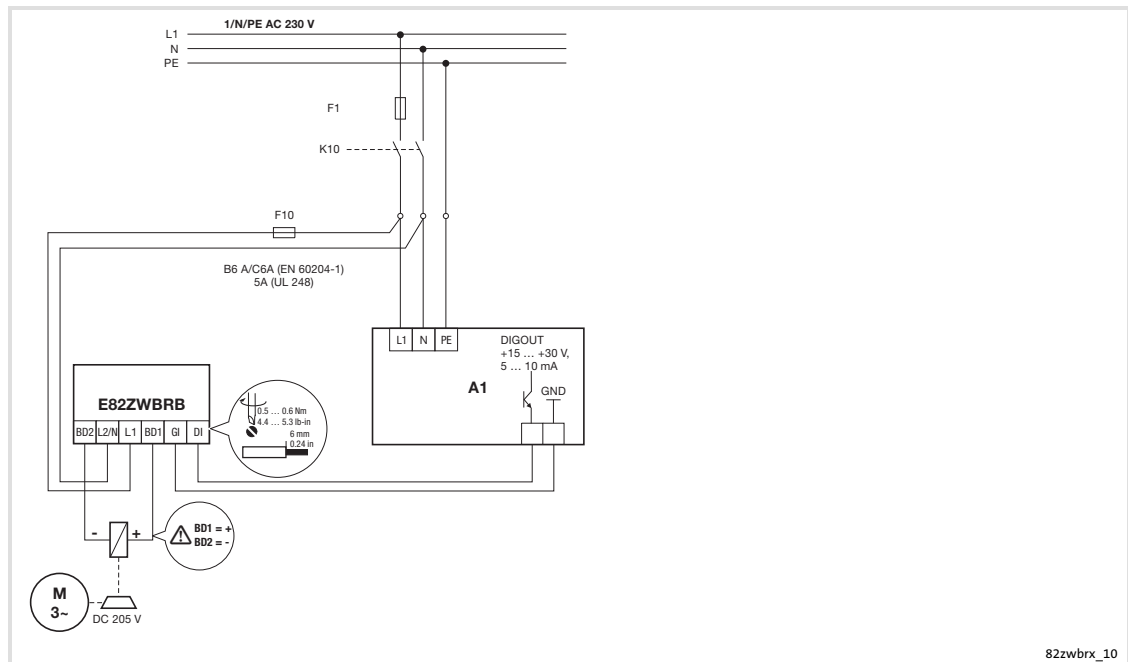 1/N/PE AC 230 V
L1
N
PE
F1
K10
F10
B6 A/C6A (EN 60204-1)
5A (UL 248)
L1 N PE
DIGOUT
+15 … +30 V,
5 … 10 mA
A1
GND
E82ZWBRB
BD2 L2/N L1 BD1 GI DI
0.5 … 0.6 Nm
4.4 … 5.3 lb-in
6 mm
0.24 in
- +
BD1 = +
BD2 = -
M
3~
DC 205 V
82zwbrx_10